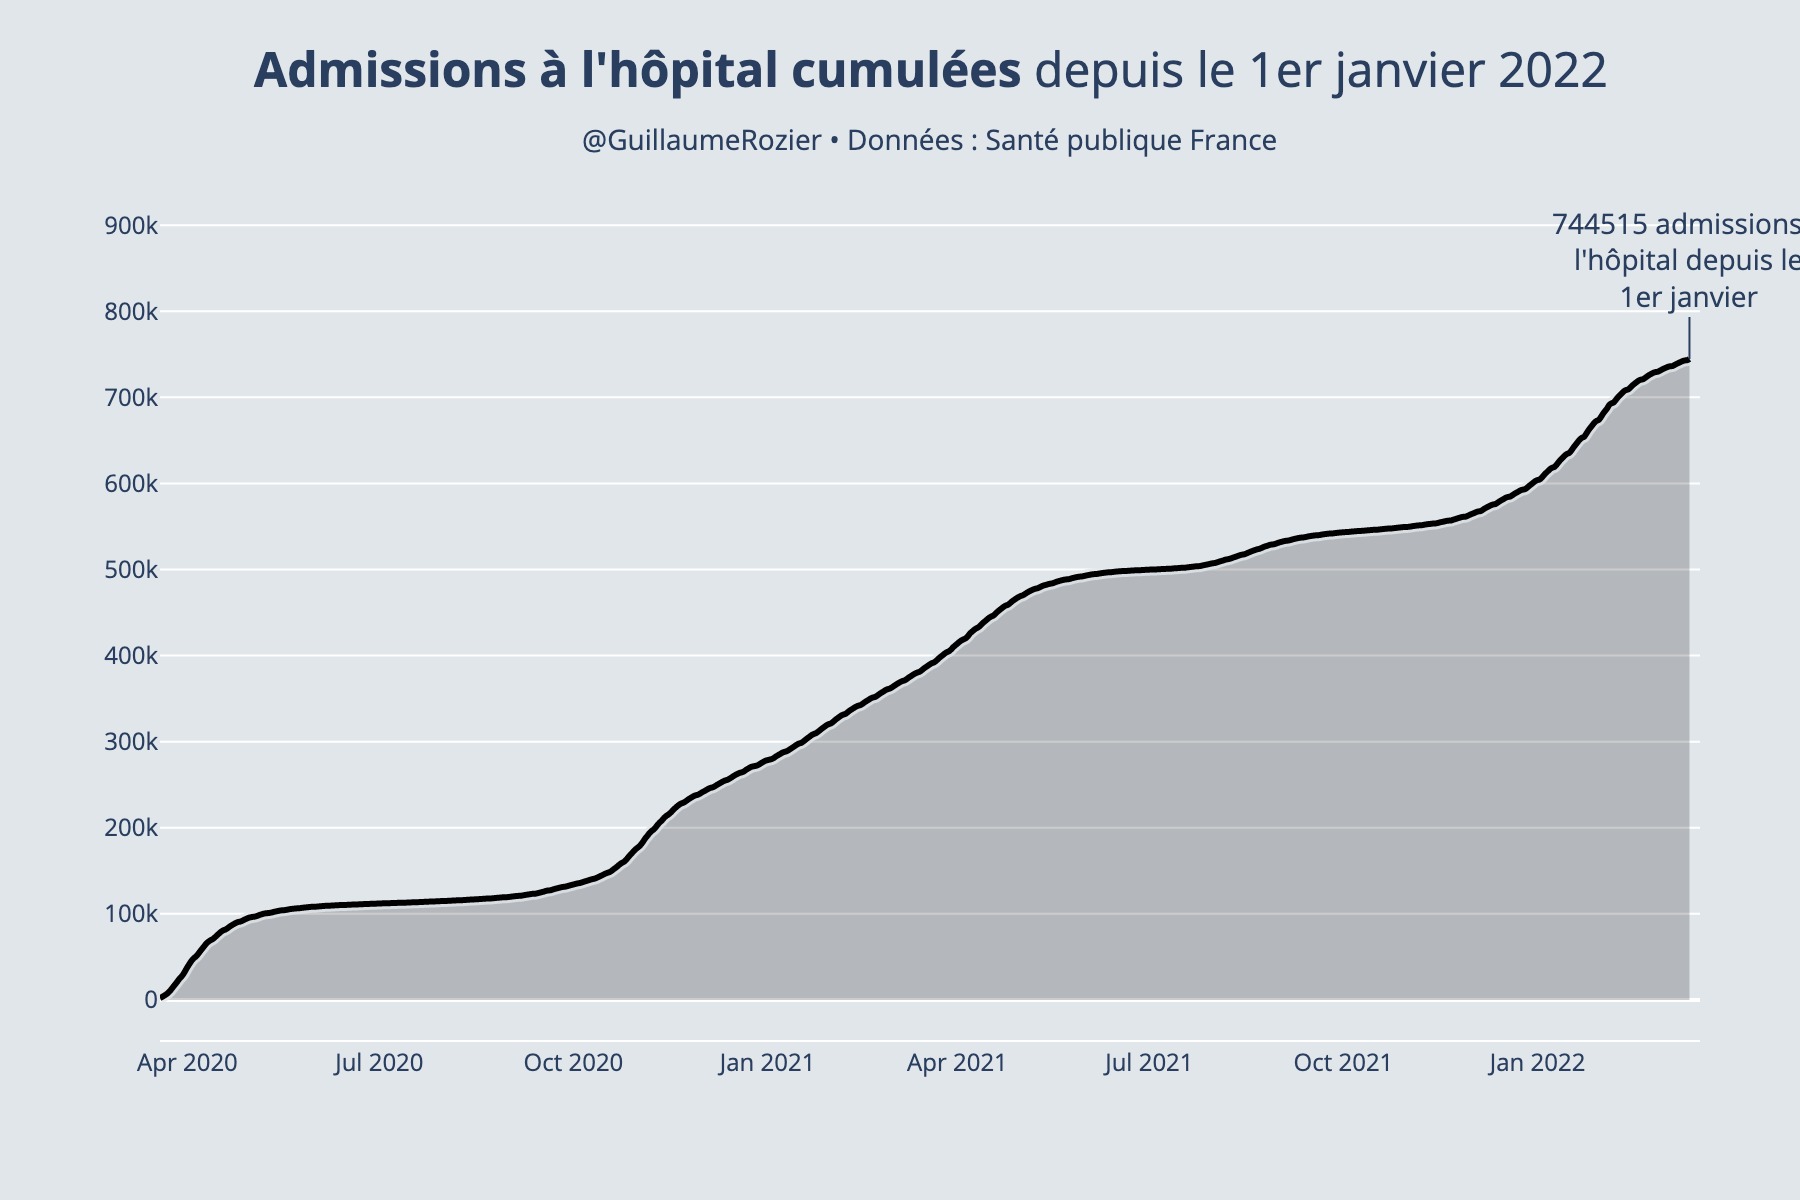 Admissions à l'hôpital cumulées depuis le 1er janvier 2022
@GuillaumeRozier • Données : Santé publique France
900k
744515 admissions
l'hôpital depuis le
1er janvier
800k
700k
600k
500k
400k
300k
200k
100k
0
Apr 2020 Jul 2020 Oct 2020 Jan 2021 Apr 2021 Jul 2021 Oct 2021 Jan 2022